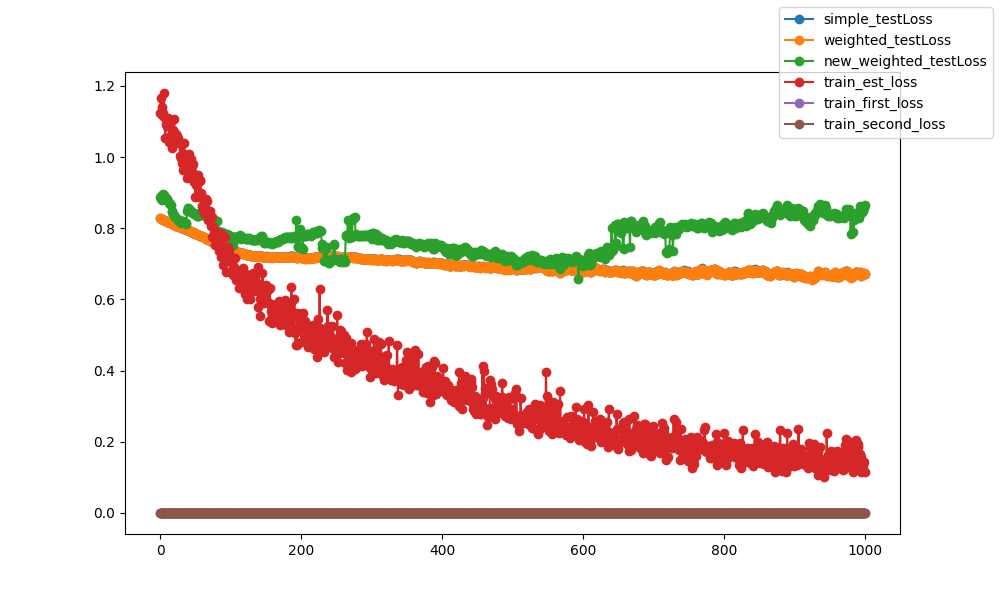 simple_testLoss
weighted_testLoss
new_weighted_testLoss
train_est_loss
train_first_loss
train_second_loss
1.2
1.0
0.8
0.6
0.4
0.2
0.0
0 200 400 600 800 1000